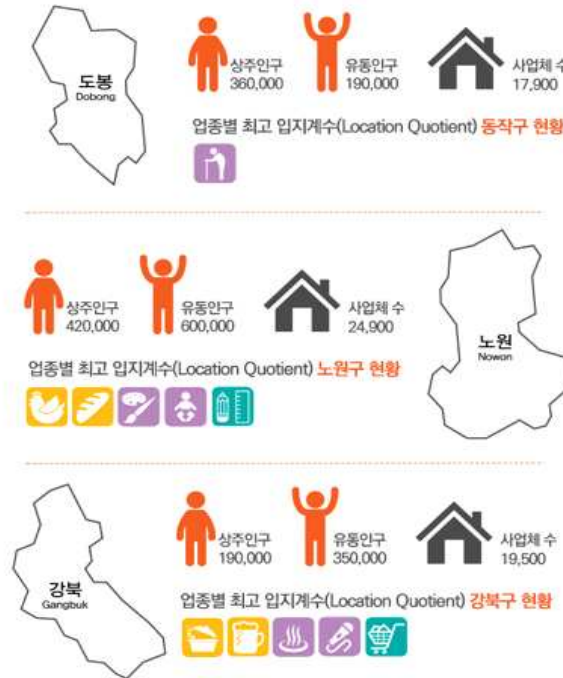 도봉
Dobong
상주인구
360,000
유동인구
190,000
사업체 수
17,900
업종별 최고 입지계수(Location Quotient) 동작구 현황
상주인구
420,000
유동인구
600,000
사업체 수
24,900
노원
Nowon
업종별 최고 입지계수(Location Quotient) 노원구 현황
강북
Gangbuk
상주인구
190,000
유동인구
350,000
사업체 수
19,500
업종별 최고 입지계수(Location Quotient) 강북구 현황